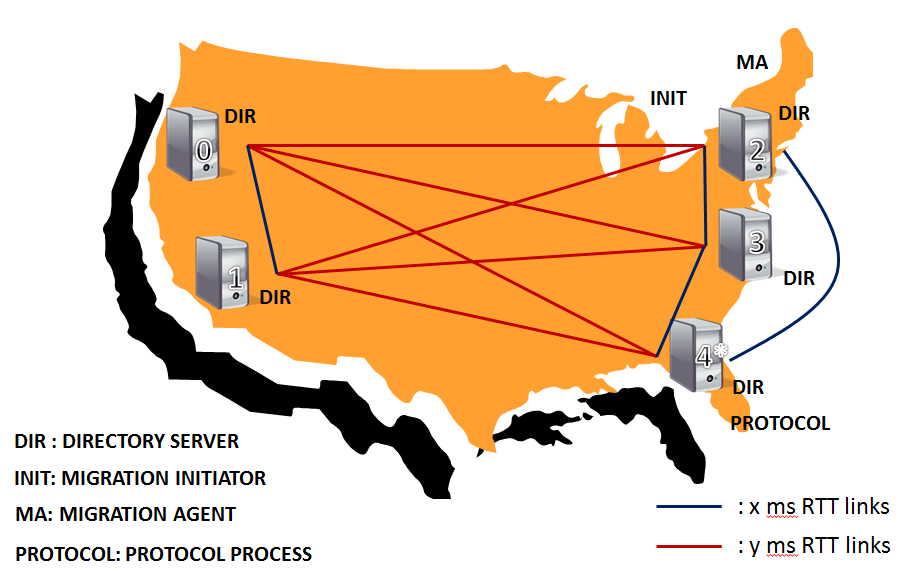 MA
INIT
DIR
DIR
0
2
3
1
DIR
DIR
4*
DIR
PROTOCOL
DIR : DIRECTORY SERVER
INIT: MIGRATION INITIATOR
MA: MIGRATION AGENT
PROTOCOL: PROTOCOL PROCESS
: x ms RTT links
: y ms RTT links